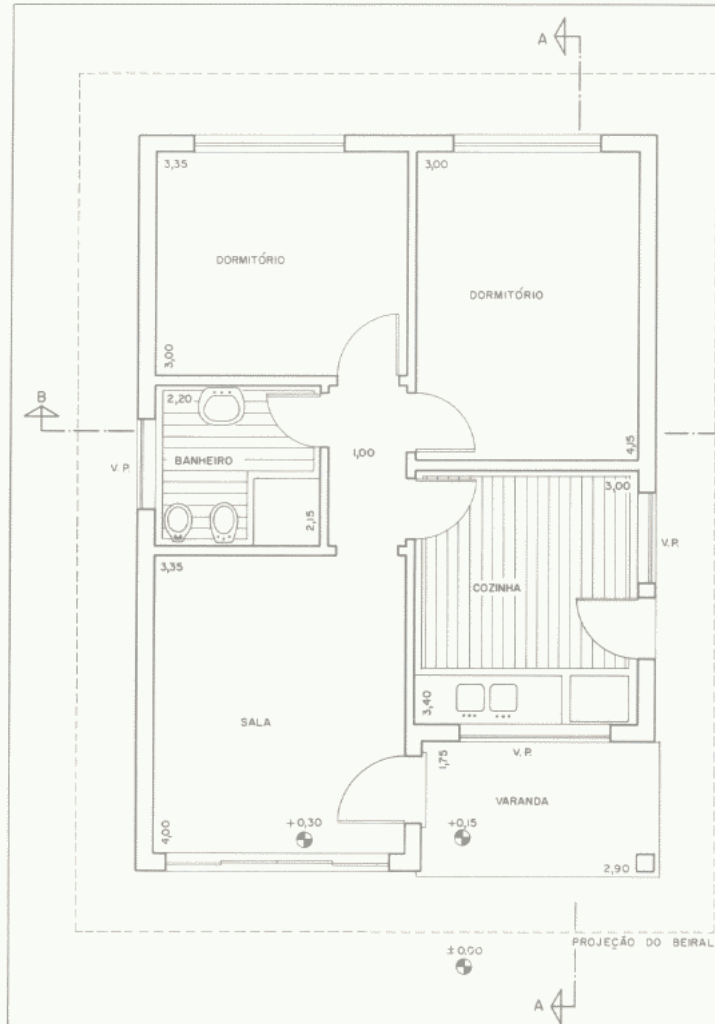 A
3,35
3,00
DORMITÓRIO
DORMITÓRIO
3,00
B
2,20
4,15
1,00
BANHEIRO
V. P.
3,00
2,15
V.P.
3,35
COZINHA
3,40
SALA
V. P.
1,75
VARANDA
+0,30
+0,15
4,00
2,90
PROJEÇÃO DO BEIRAL
±0,00
A